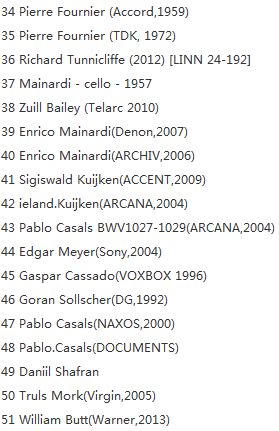 34 Pierre Fournier (Accord,1959)
35 Pierre Fournier (TDK, 1972)
36 Richard Tunnicliffe (2012) [LINN 24-192]
37 Mainardi - cello - 1957
38 Zuill Bailey (Telarc 2010)
39 Enrico Mainardi(Denon,2007)
40 Enrico Mainardi(ARCHIV,2006)
41 Sigiswald Kuijken(ACCENT,2009)
42 ieland.Kuijken(ARCANA,2004)
43 Pablo Casals BWV1027-1029(ARCANA,2004)
44 Edgar Meyer(Sony,2004)
45 Gaspar Cassado(VOXBOX 1996)
46 Goran Sollscher(DG,1992)
47 Pablo Casals(NAXOS,2000)
48 Pablo.Casals(DOCUMENTS)
49 Daniil Shafran
50 Truls Mork(Virgin,2005)
51 William Butt(Warner,2013)